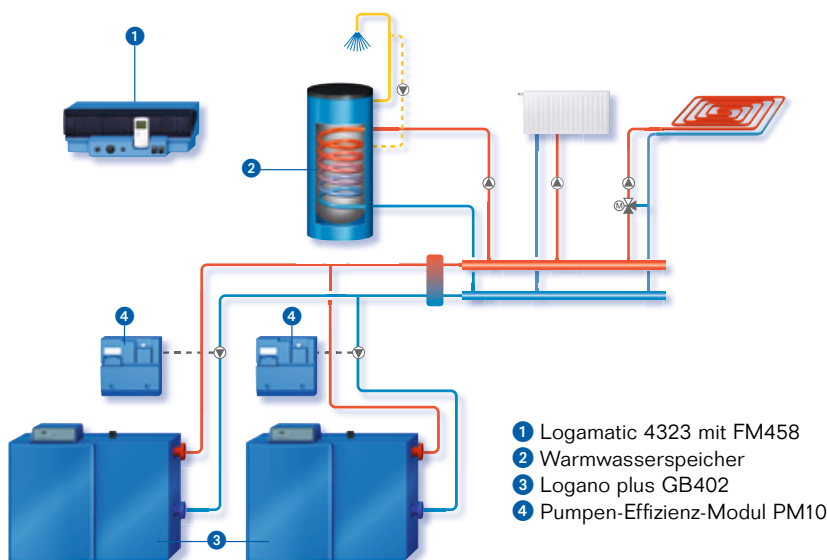 1
2
M
4
4
3
1 Logamatic 4323 mit FM458
2 Warmwasserspeicher
3 Logano plus GB402
4 Pumpen-Effizienz-Modul PM10